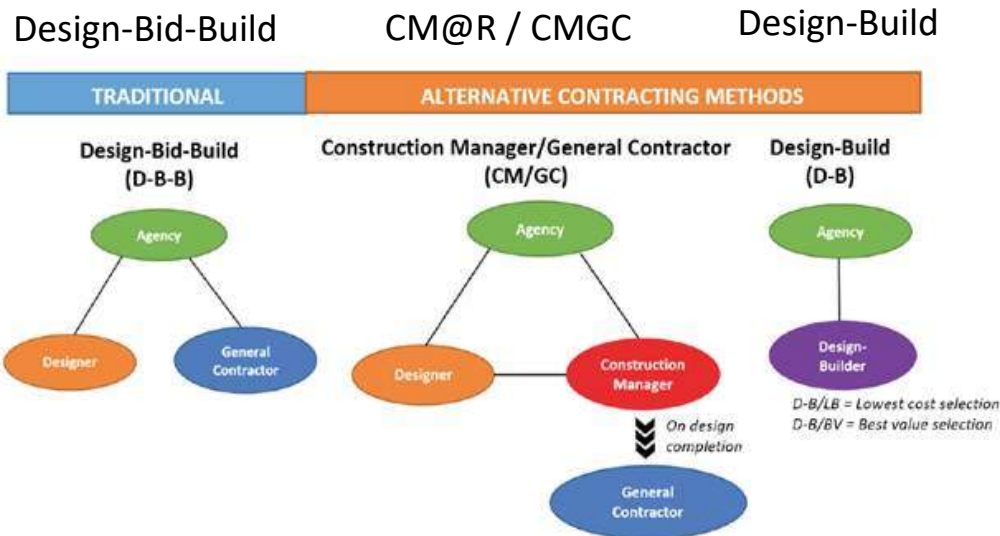 Design-Bid-Build
CM@R / CMGC
Design-Build
TRADITIONAL
ALTERNATIVE CONTRACTING METHODS
Design-Bid-Build
(D-B-B)
Agency
Designer
General
Contractor
Construction Manager/General Contractor
(CM/GC)
Agency
Designer
Construction
Manager
On design
completion
General
Contractor
Design-Build
(D-B)
Agency
Design-
Builder
D-B/LB = Lowest cost selection
D-B/BV = Best value selection